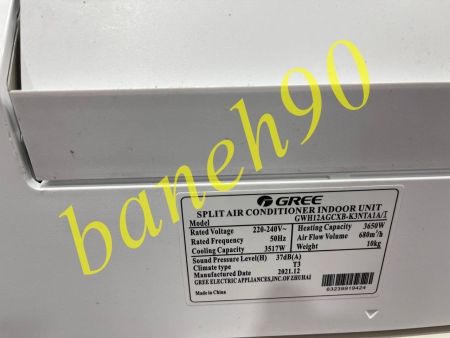 baneh90
GREE
SPLIT AIR CONDITIONER INDOOR UNIT
Model GWH12AGCXB-K3NTA1A/I
Rated Voltage 220-240V~ Heating Capacity 3650W
Rated Frequency 50Hz Air Flow Volume 680m³/h
Cooling Capacity 3517W Weight 10kg
Sound Pressure Level(H) 37dB(A)
Climate type T3
Manufactured Date 2021.12
GREE ELECTRIC APPLIANCES,INC.OF ZHUHAI
Made in China
63239919424